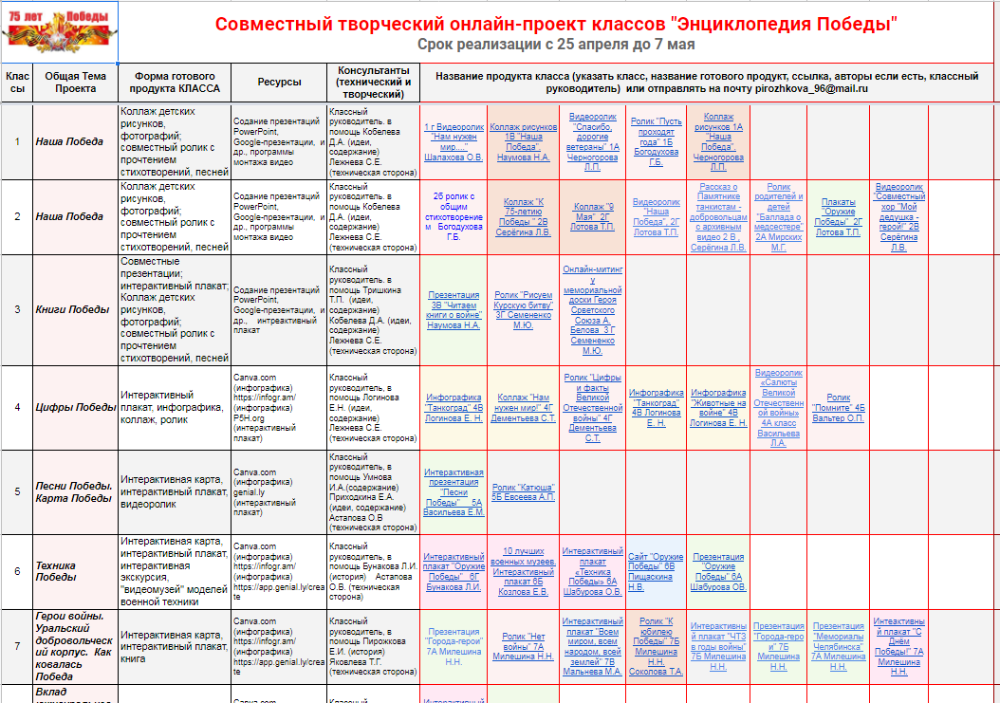 75 лет Победы
Совместный творческий онлайн-проект классов "Энциклопедия Победы"
Срок реализации с 25 апреля до 7 мая
Клас
сы
Общая Тема
Проекта
Форма готового
продукта КЛАССА
Ресурсы
Консультанты
(технический и
творческий)
Название продукта класса (указать класс, название готового продукт, ссылка, авторы если есть, классный
руководитель) или отправлять на почту pirozhkova_96@mail.ru
1
Наша Победа
Коллаж детских
рисунков,
фотографий;
совместный ролик с
прочтением
стихотворений, песней
Содание презентаций
PowerPoint,
Google-презентации, и
др., программы
монтажа видео
Классный
руководитель. в
помощь Кобелева
Д.А. (идеи,
содержание)
Лежнева С.Е.
(техническая сторона)
1 г Видеоролик
"Нам нужен
мир...."
Шалахова О.В.
Коллаж рисунков
1В "Наша
Победа".
Наумова Н.А.
Видеоролик
"Спасибо,
дорогие
ветераны" 1А
Черногорова
Л.П.
Ролик "Пусть
проходят
года" 1Б
Богодухова
Г.Б.
Коллаж
рисунков 1А
"Наша
Победа".
Черногорова
Л.П.
2
Наша Победа
Коллаж детских
рисунков,
фотографий;
совместный ролик с
прочтением
стихотворений, песней
Содание презентаций
PowerPoint,
Google-презентации, и
др., программы
монтажа видео
Классный
руководитель. в
помощь Кобелева
Д.А. (идеи,
содержание)
Лежнева С.Е.
(техническая сторона)
2б ролик с
общим
стихотворение
м Богодухова
Г.Б.
Коллаж "К
75-летию
Победы " 2В
Серёгина Л.В.
Коллаж "9
Мая" 2Г
Лотова Т.П.
Видеоролик
"Наша
Победа", 2Г
Лотова Т.П.
Рассказ о
Памятнике
танкистам -
добровольцам
с архивным
видео 2 В ,
Серёгина Л.В.
Ролик
родителей и
детей
"Баллада о
медсестере"
2А Мирских
М.Г.
Плакаты
"Оружие
Победы" 2Г
Лотова Т.П.
Видеоролик
"Совместный
хор "Мой
дедушка -
герой!" 2В
Серёгина
Л.В.
3
Книги Победы
Совместные
презентации;
интерактивный плакат,
Коллаж детских
рисунков,
фотографий;
совместный ролик с
прочтением
стихотворений, песней
Содание презентаций
PowerPoint,
Google-презентации, и
др., интреактивный
плакат
Классный
руководитель. в
помощь Тришкина
Т.П. (идеи,
содержание)
Кобелева Д.А. (идеи,
содержание)
Лежнева С.Е.
(техническая сторона)
Презентация
3В "Читаем
книги о войне"
Наумова Н.А.
Ролик "Рисуем
Курскую битву"
3Г Семененко
М.Ю.
Онлайн-митинг
у
мемориальной
доски Героя
Срветского
Союза А.
Белова 3 Г
Семененко
М.Ю.
4
Цифры Победы
Интерактивный
плакат, инфографика,
коллаж, ролик
Canva.com
(инфографика)
https://infogr.am/
(инфографика)
P5H.org
(интерактивный
плакат)
Классный
руководитель, в
помощь Логинова
Е.Н. (идеи,
содержание)
Лежнева С.Е.
(техническая сторона)
Инфографика
"Танкоград" 4В
Логинова Е. Н.
Коллаж "Нам
нужен мир!" 4Г
Дементьева С.Т.
Ролик "Цифры
и факты
Великой
Отечественной
войны" 4Г
Дементьева
С.Т.
Инфографика
"Танкоград"
4В Логинова
Е. Н.
Инфографика
"Животные на
войне" 4В
Логинова Е. Н.
Видеоролик
«Салюты
Великой
Отечественн
ой войны»
4А класс
Васильева
Л.А.
Ролик
"Помните" 4Б
Вальтер О.П.
5
Песни Победы.
Карта Победы
Интерактивная карта,
интерактивный плакат,
видеоролик
Canva.com
(инфографика)
genial.ly
(интерактивный
плакат)
Классный
руководитель, в
помощь Умнова
И.А.(содержание)
Приходкина Е.А.
(идеи, содержание)
Астапова О.В
(техническая сторона)
Интерактивная
презентация
"Песни
Победы" 5А
Васильева Е.М.
Ролик "Катюша"
5Б Евсеева А.П.
6
Техника
Победы
Интерактивная карта,
интерактивный плакат,
интерактивная
экскурсия,
"видеомузей" моделей
военной техники
Canva.com
(инфографика)
https://infogr.am/
(инфографика)
https://app.genial.ly/crea
te
Классный
руководитель, в
помощь Бунакова Л.И.
(история) Астапова
О.В. (техническая
сторона)
Интерактивный
плакат "Оружие
Победы" 6Г
Бунакова Л.И.
10 лучших
военных музеев.
Интерактивный
плакат 6Б
Козлова Е.В.
Интерактивный
плакат
«Техника
Победы» 6А
Шабурова О.В.
Сайт "Оружие
Победы" 6В
Пищаскина
Н.В.
Презентация
"Оружие
Победы" 6А
Шабурова ОВ.
7
Герои войны.
Уральский
добровольчес
кий корпус. Как
ковалась
Победа
Интерактивная карта,
интерактивный плакат,
книга
Canva.com
(инфографика)
https://infogr.am/
(инфографика)
https://app.genial.ly/crea
te
Классный
руководитель, в
помощь Пирожкова
Е.И. (история)
Яковлева Т.Г.
(техническая сторона)
Презентация
"Города-герои"
7А Милешина
Н.Н.
Ролик "Нет
войны" 7А
Милешина Н.Н.
Интерактивный
плакат "Всем
миром, всем
народом, всей
землей" 7В
Мальнева М.А.
Ролик "К
юбилею
Победы" 7Б
Милешина
Н.Н.
Соколова Т.А.
Интерактивны
й плакат "ЧТЗ
в годы войны"
7Б Милешина
Н.Н.
Презентация
"Города-геро
и" 7Б
Милешина
Н.Н.
Презентация
"Мемориалы
Челябинска"
7А Милешина
Н.Н.
Интеактивны
й плакат "С
Днём
Победы!" 7А
Милешина
Н.Н.
Вклад